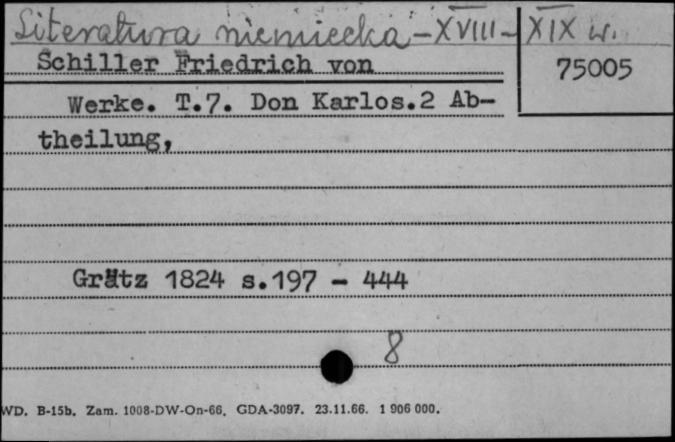 Literatura niemiecka - XVIII - XIX w.
Schiller Friedrich von
75005
Werke. T.7. Don Karlos.2 Ab-
theilung,
Grätz 1824 s.197 - 444
8
WD. B-15b. Zam. 1008-DW-On-66. GDA-3097. 23.11.66. 1 906 000.